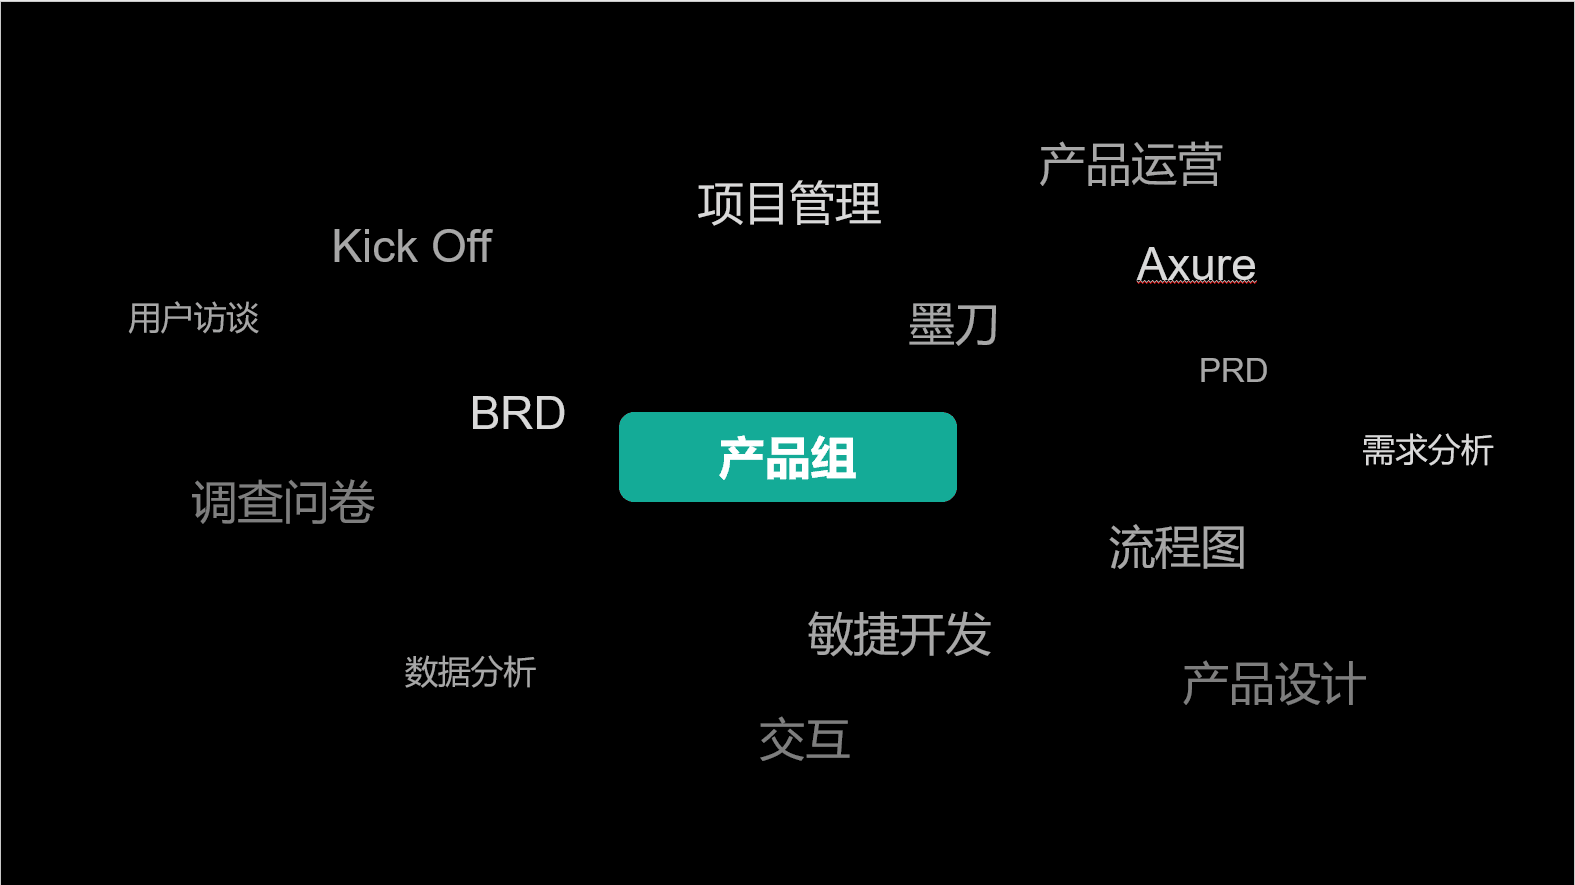 产品运营
项目管理
Kick Off
Axure
用户访谈
墨刀
PRD
BRD
产品组
需求分析
调查问卷
流程图
敏捷开发
数据分析
产品设计
交互